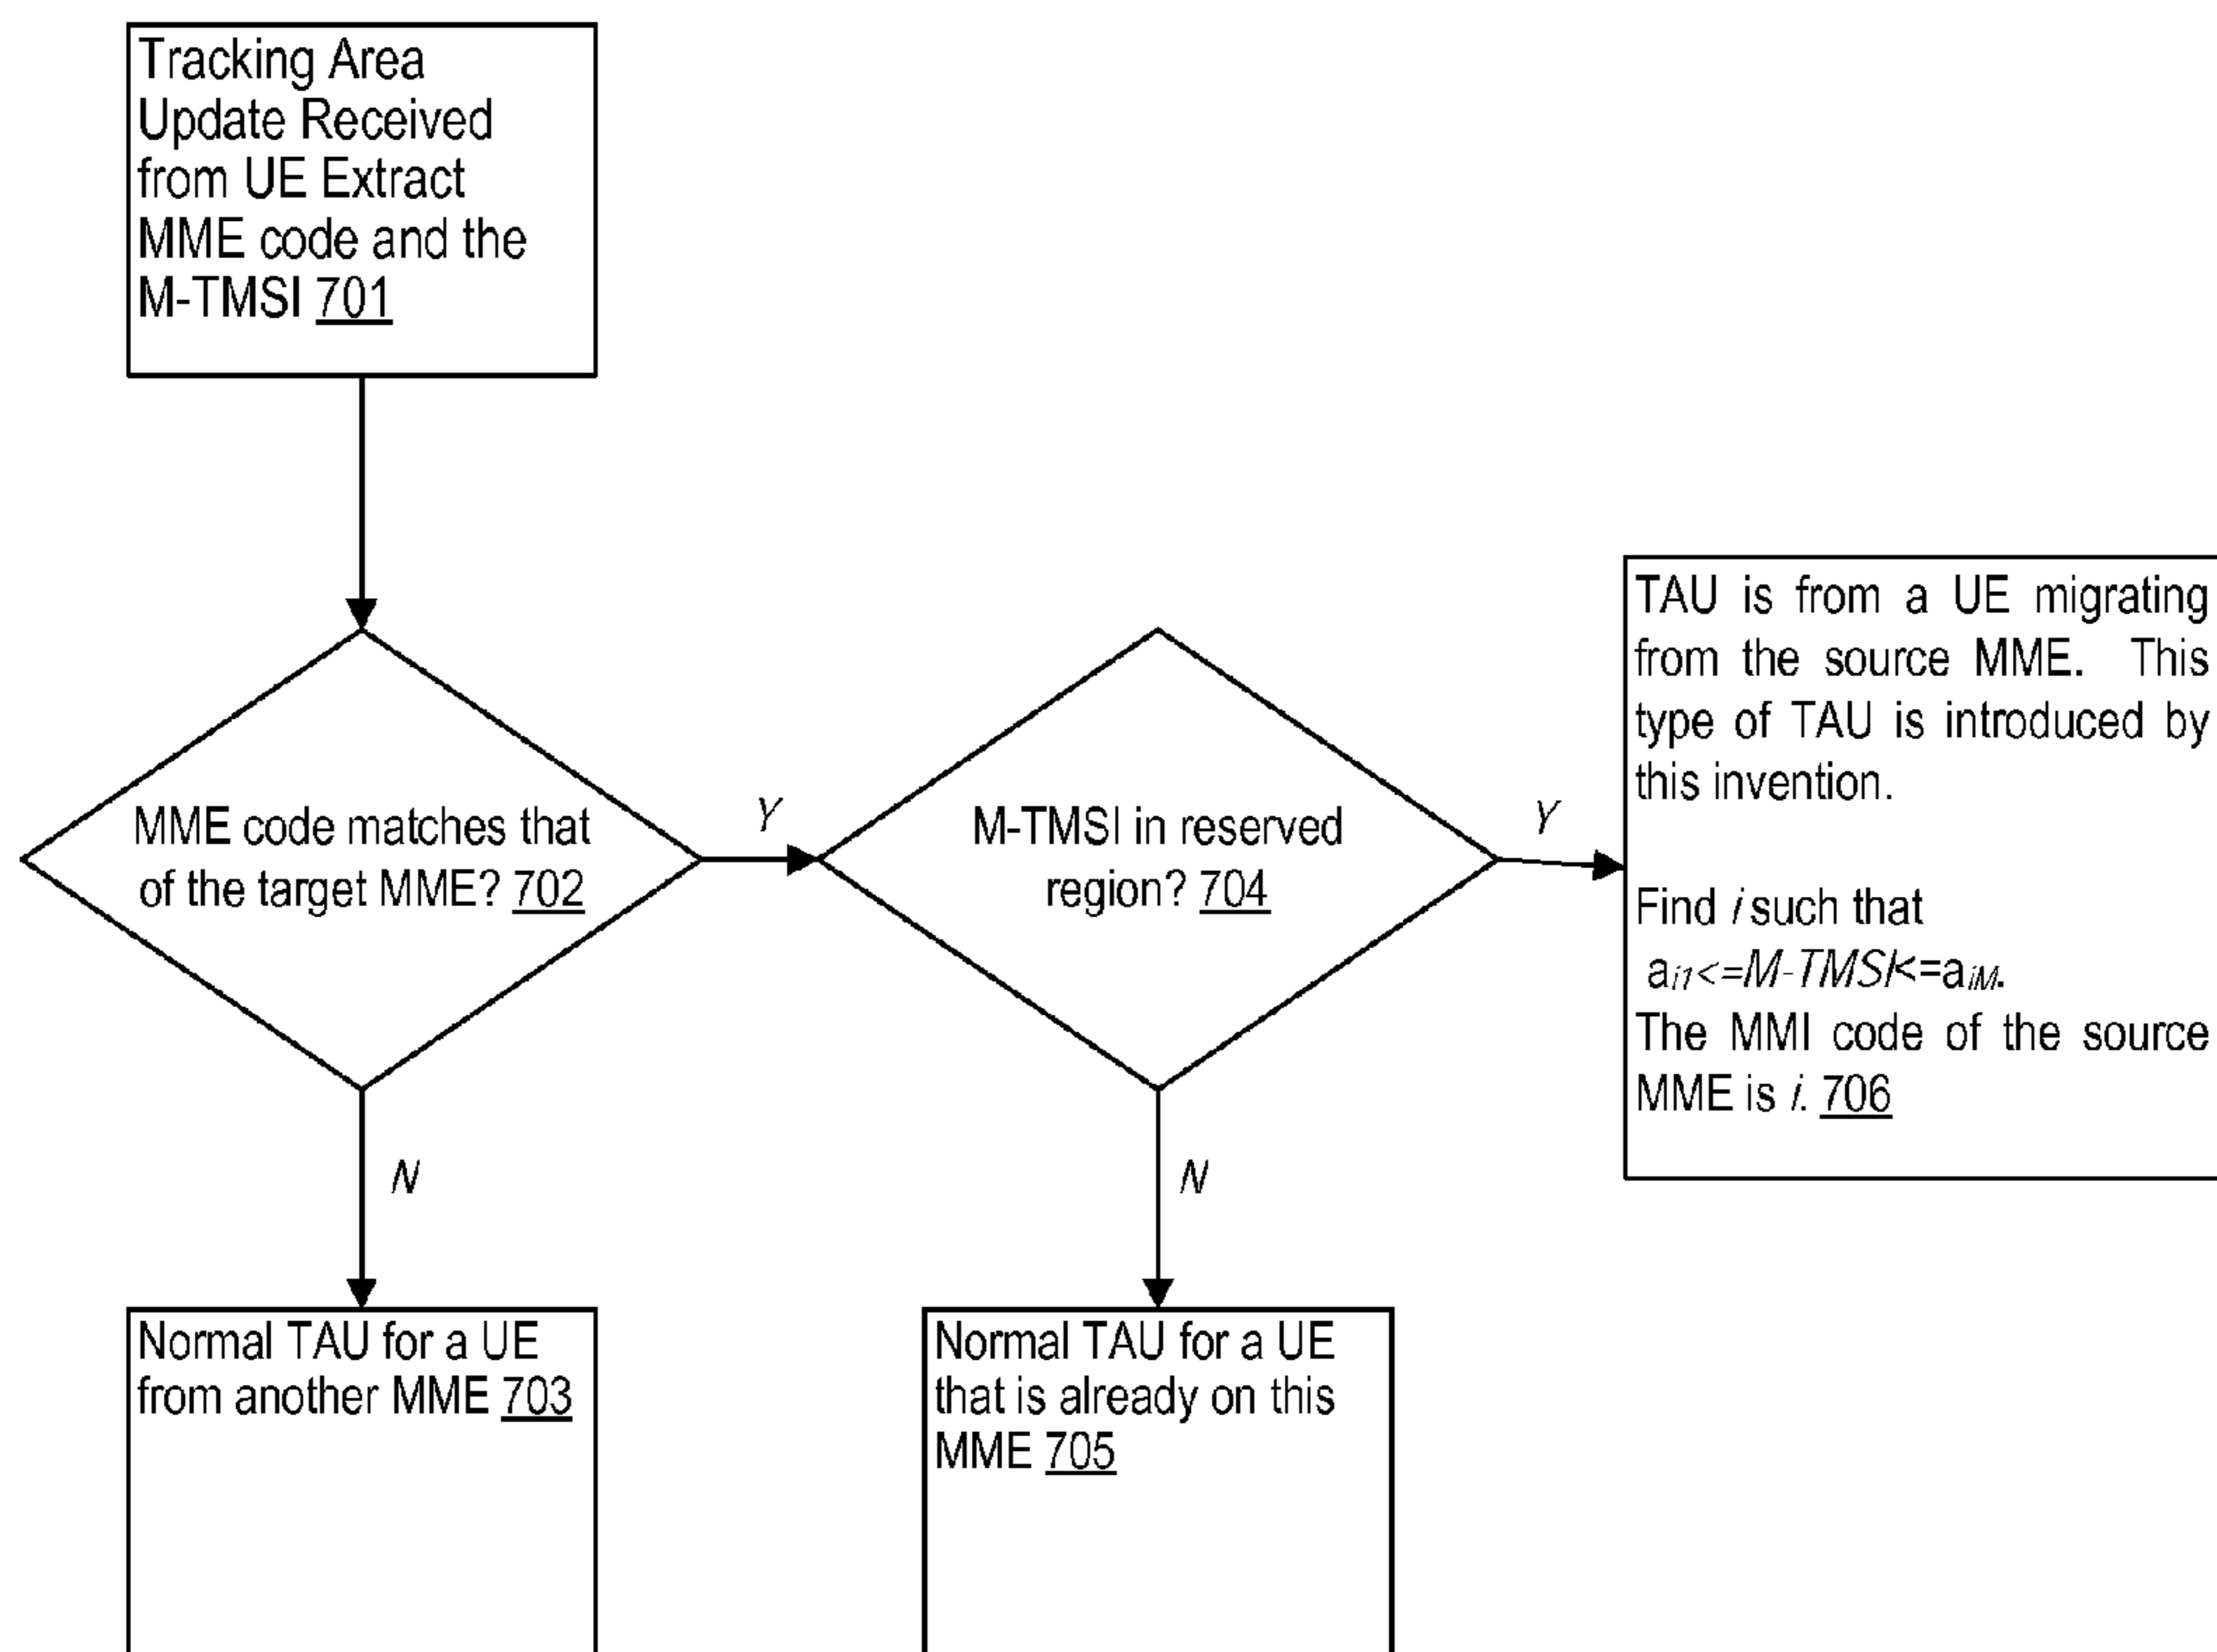 Tracking Area
Update Received
from UE Extract
MME code and the
M-TMSI 701
MME code matches that
of the target MME? 702
Y
M-TMSI in reserved
region? 704
Y
TAU is from a UE migrating
from the source MME. This
type of TAU is introduced by
this invention.
Find i such that
ai1<=M-TMSI<=aiM.
The MMI code of the source
MME is i. 706
N
N
Normal TAU for a UE
from another MME 703
Normal TAU for a UE
that is already on this
MME 705